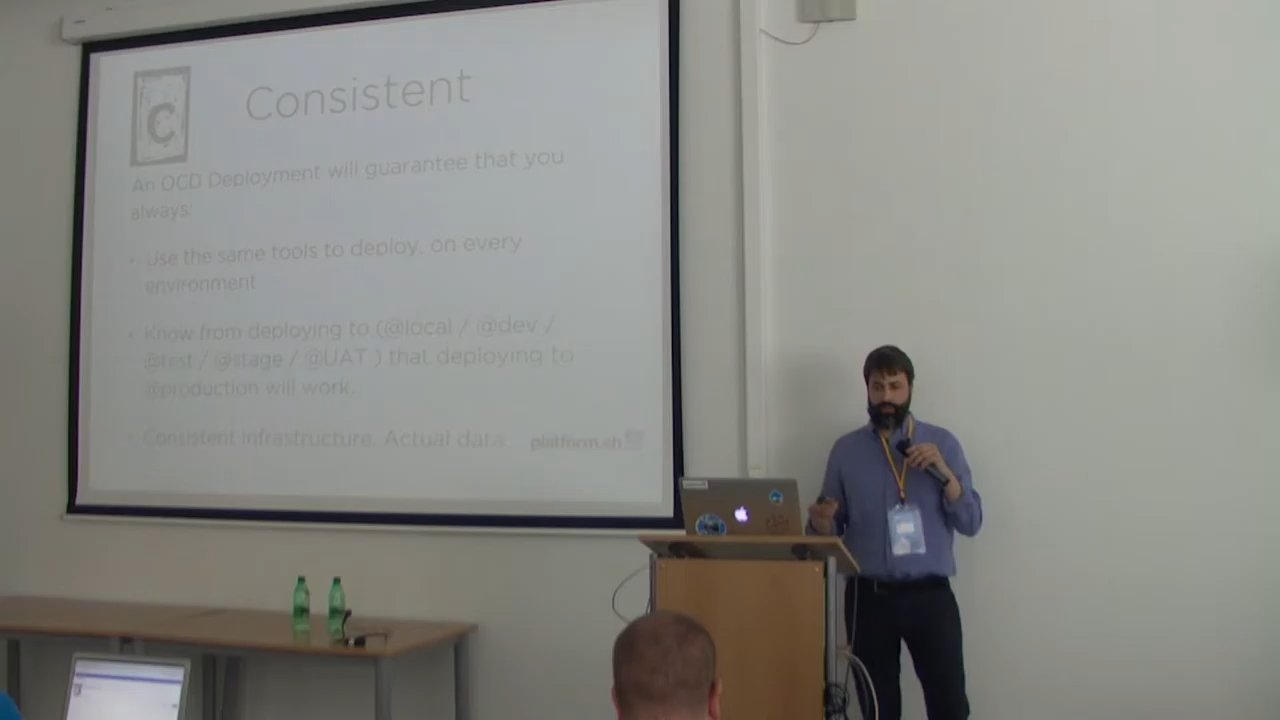 C
Consistent
An OCD Deployment will guarantee that you
always:
• Use the same tools to deploy, on every
environment
• Know from deploying to (@local / @dev /
@test / @stage / @UAT ) that deploying to
@production will work.
• Consistent infrastructure. Actual data
platform.sh